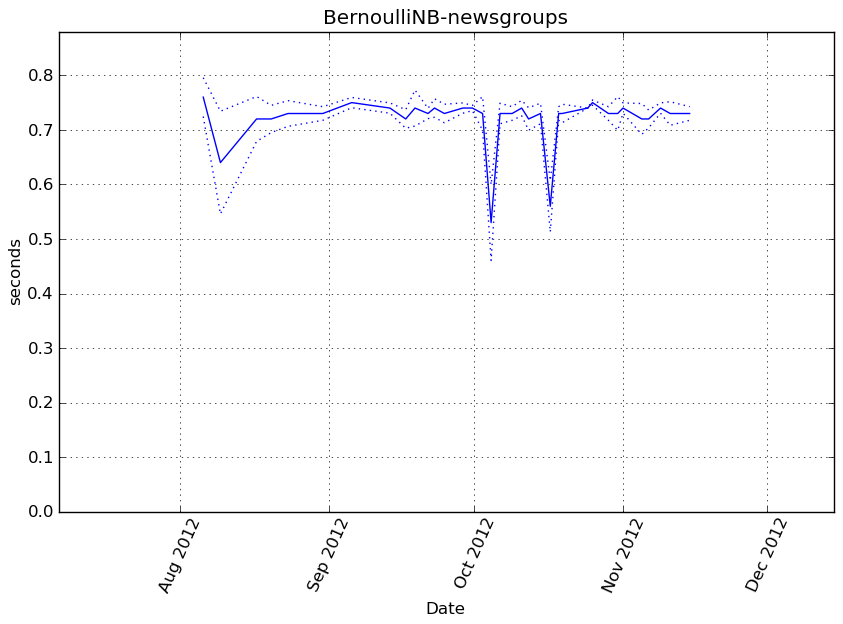 BernoulliNB-newsgroups
0.8
0.7
0.6
0.5
0.4
0.3
0.2
0.1
0.0
seconds
Aug 2012
Sep 2012
Oct 2012
Nov 2012
Dec 2012
Date